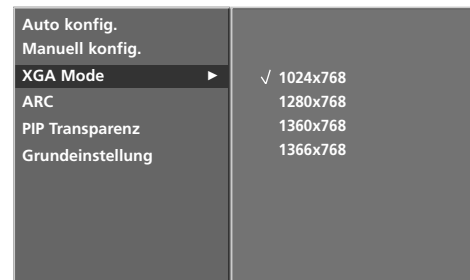 Auto konfig.
Manuell konfig.
XGA Mode ►
ARC
PIP Transparenz
Grundeinstellung
√ 1024x768
1280x768
1360x768
1366x768